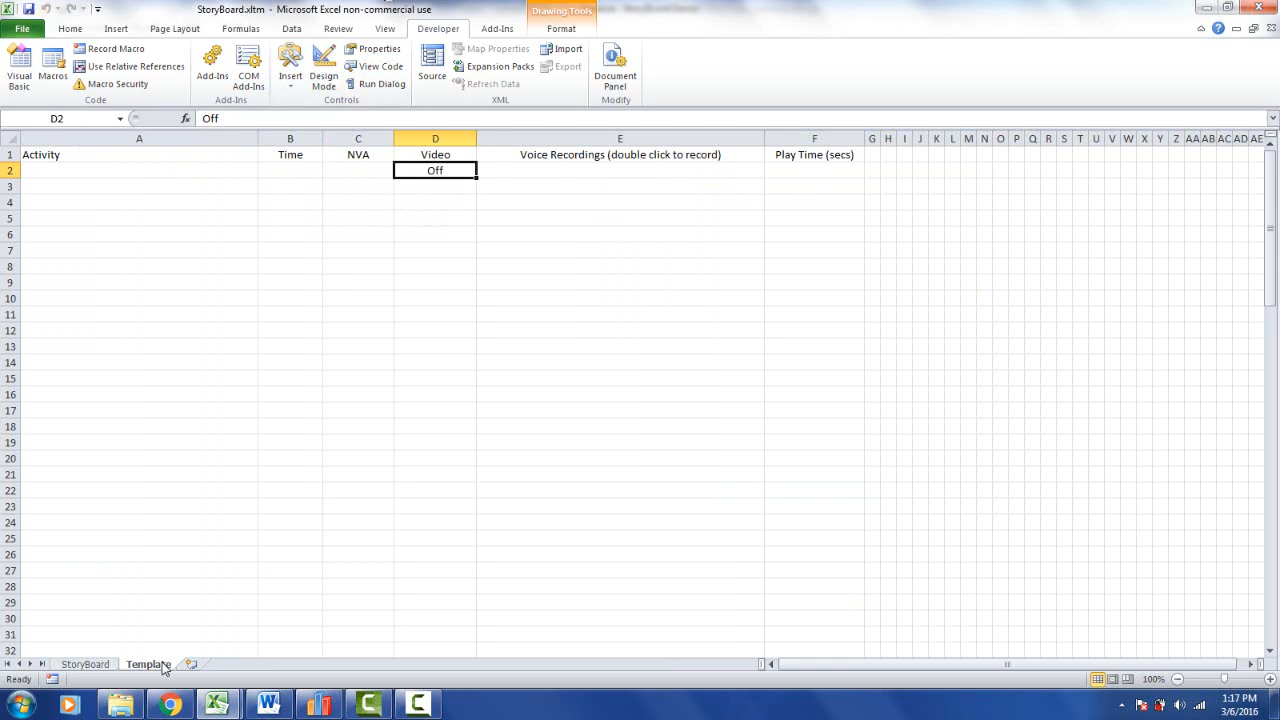 StoryBoard.xltm - Microsoft Excel non-commercial use
Drawing Tools
File Home Insert Page Layout Formulas Data Review View Developer Add-Ins Format
Visual Basic
Macros
Record Macro
Use Relative References
Macro Security
Code
Add-Ins
COM Add-Ins
Add-Ins
Insert
Design Mode
Properties
View Code
Run Dialog
Controls
Source
Map Properties
Expansion Packs
Refresh Data
Import
Export
XML
Document Panel
Modify
D2 fx Off
A B C D E F G H I J K L M N O P Q R S T U V W X Y Z AA AB AC AD AE
1 Activity Time NVA Video Voice Recordings (double click to record) Play Time (secs)
2 Off
3
4
5
6
7
8
9
10
11
12
13
14
15
16
17
18
19
20
21
22
23
24
25
26
27
28
29
30
31
32
StoryBoard Template
Ready 100%
1:17 PM
3/6/2016